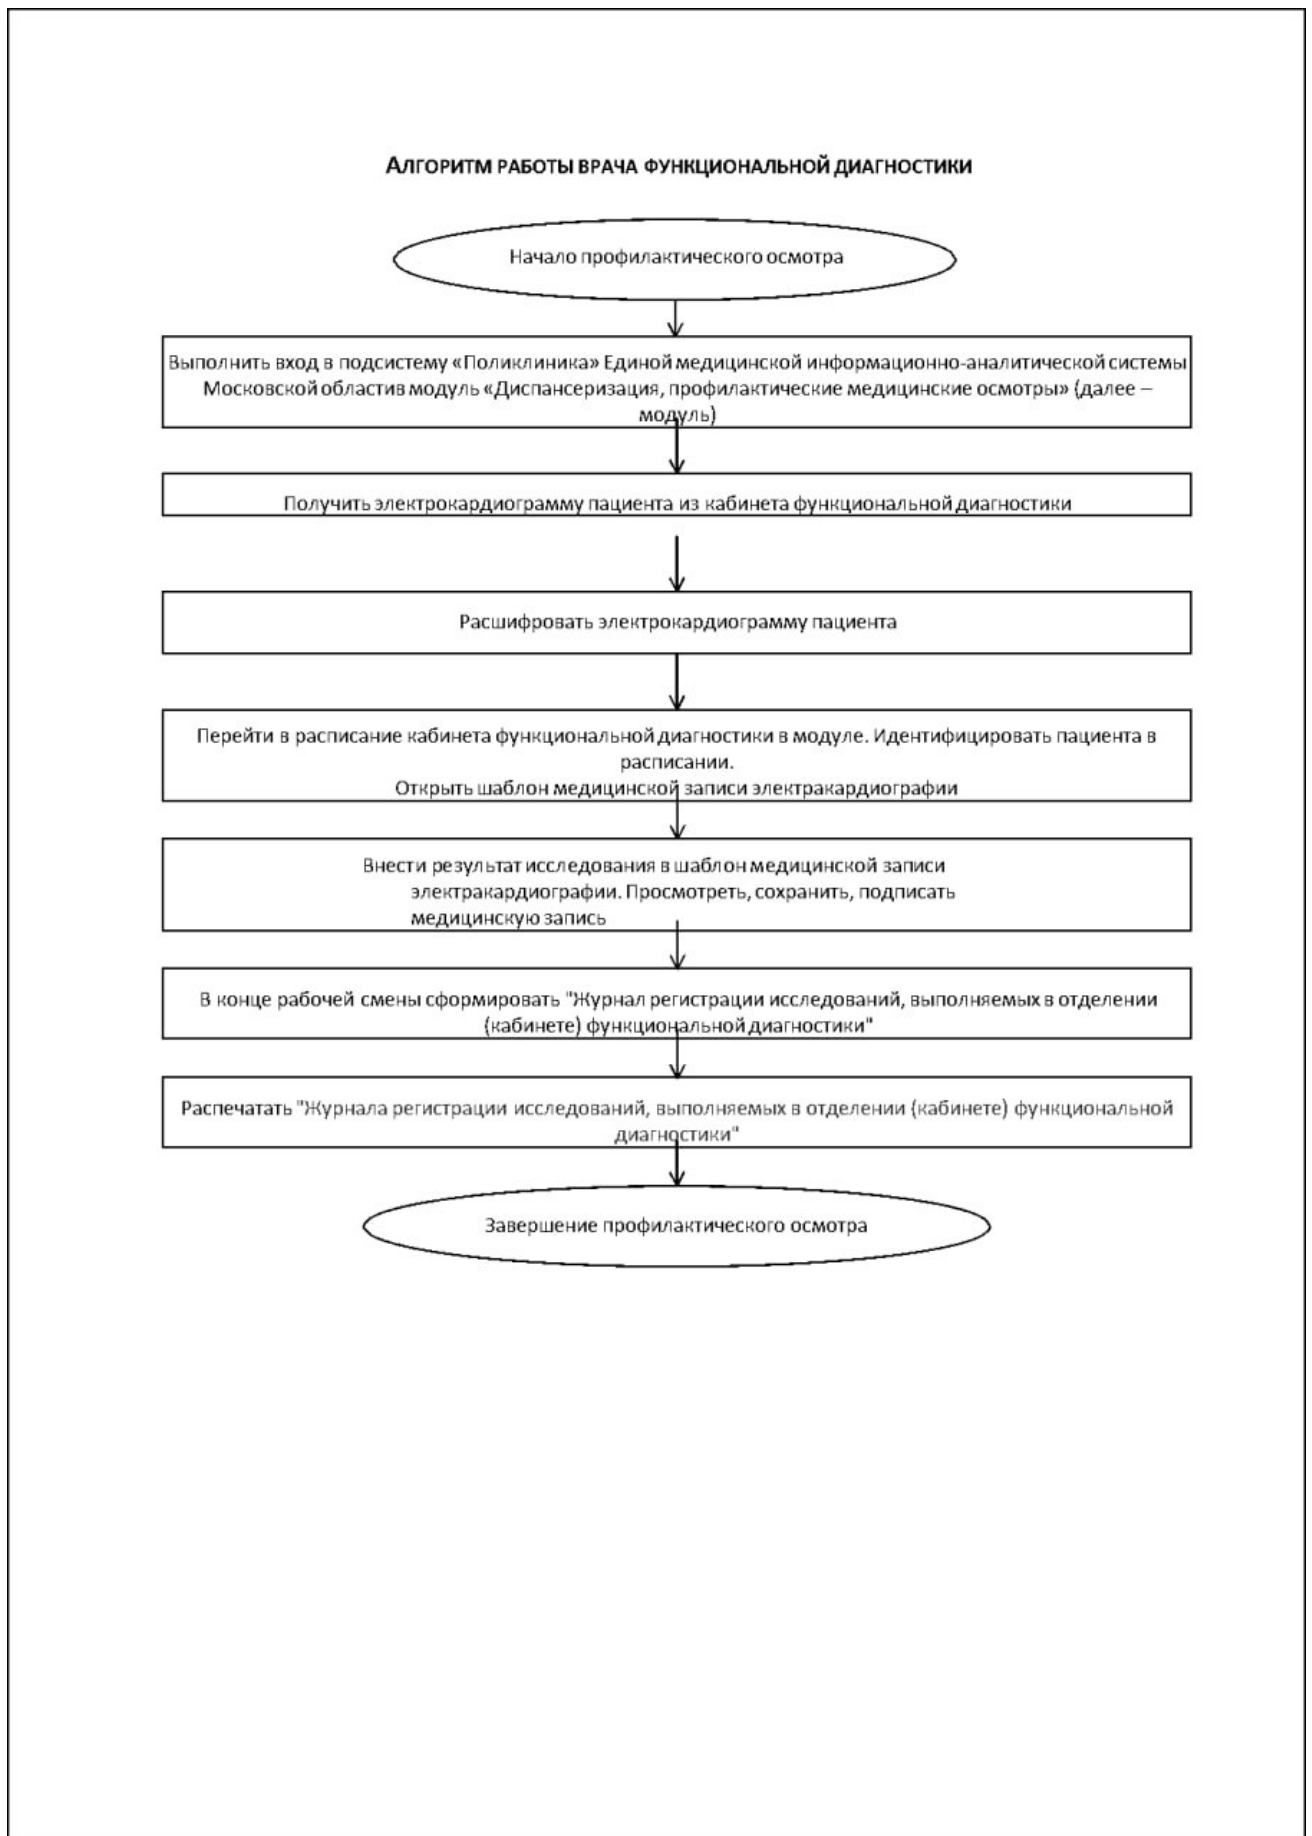 АЛГОРИТМ РАБОТЫ ВРАЧА ФУНКЦИОНАЛЬНОЙ ДИАГНОСТИКИ
Начало профилактического осмотра
Выполнить вход в подсистему «Поликлиника» Единой медицинской информационно-аналитической системы
Московской областив модуль «Диспансеризация, профилактические медицинские осмотры» (далее –
модуль)
Получить электрокардиограмму пациента из кабинета функциональной диагностики
Расшифровать электрокардиограмму пациента
Перейти в расписание кабинета функциональной диагностики в модуле. Идентифицировать пациента в
расписании.
Открыть шаблон медицинской записи электракардиографии
Внести результат исследования в шаблон медицинской записи
электракардиографии. Просмотреть, сохранить, подписать
медицинскую запись
В конце рабочей смены сформировать "Журнал регистрации исследований, выполняемых в отделении
(кабинете) функциональной диагностики"
Распечатать "Журнала регистрации исследований, выполняемых в отделении (кабинете) функциональной
диагностики"
Завершение профилактического осмотра